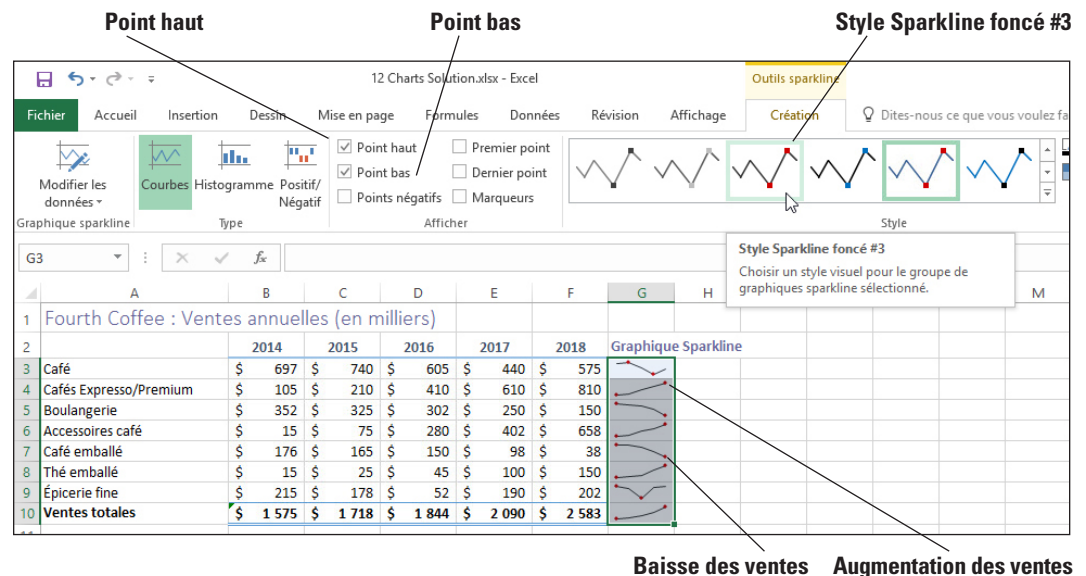 Point haut Point bas Style Sparkline foncé #3
12 Charts Solution.xlsx - Excel Outils sparkline
Fichier Accueil Insertion Dessin Mise en page Formules Données Révision Affichage Création Dites-nous ce que vous voulez fa
Point haut Premier point
Point bas Dernier point
Points négatifs Marqueurs
Modifier les données Courbes Histogramme Positif/Négatif
Graphique sparkline Type Afficher Style
G3 fx
Style Sparkline foncé #3
Choisir un style visuel pour le groupe de
graphiques sparkline sélectionné.
A B C D E F G H M
1 Fourth Coffee : Ventes annuelles (en milliers)
2 2014 2015 2016 2017 2018 Graphique Sparkline
3 Café $ 697 $ 740 $ 605 $ 440 $ 575
4 Cafés Expresso/Premium $ 105 $ 210 $ 410 $ 610 $ 810
5 Boulangerie $ 352 $ 325 $ 302 $ 250 $ 150
6 Accessoires café $ 15 $ 75 $ 280 $ 402 $ 658
7 Café emballé $ 176 $ 165 $ 150 $ 98 $ 38
8 Thé emballé $ 15 $ 25 $ 45 $ 100 $ 150
9 Épicerie fine $ 215 $ 178 $ 52 $ 190 $ 202
10 Ventes totales $ 1 575 $ 1 718 $ 1 844 $ 2 090 $ 2 583
Baisse des ventes Augmentation des ventes